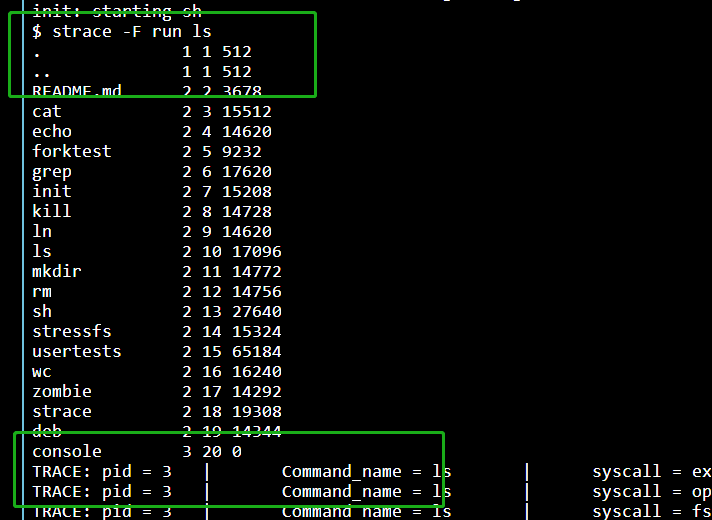 init: starting sh
$ strace -F run ls
. 1 1 512
.. 1 1 512
README.md 2 2 3678
cat 2 3 15512
echo 2 4 14620
forktest 2 5 9232
grep 2 6 17620
init 2 7 15208
kill 2 8 14728
ln 2 9 14620
ls 2 10 17096
mkdir 2 11 14772
rm 2 12 14756
sh 2 13 27640
stressfs 2 14 15324
usertests 2 15 65184
wc 2 16 16240
zombie 2 17 14292
strace 2 18 19308
deb 2 19 14344
console 3 20 0
TRACE: pid = 3 | Command_name = ls | syscall = ex
TRACE: pid = 3 | Command_name = ls | syscall = op
TRACE: pid = 3 | Command_name = ls | syscall = fs